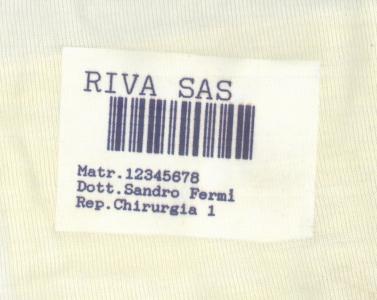 RIVA SAS
Matr.12345678
Dott.Sandro Fermi
Rep.Chirurgia 1